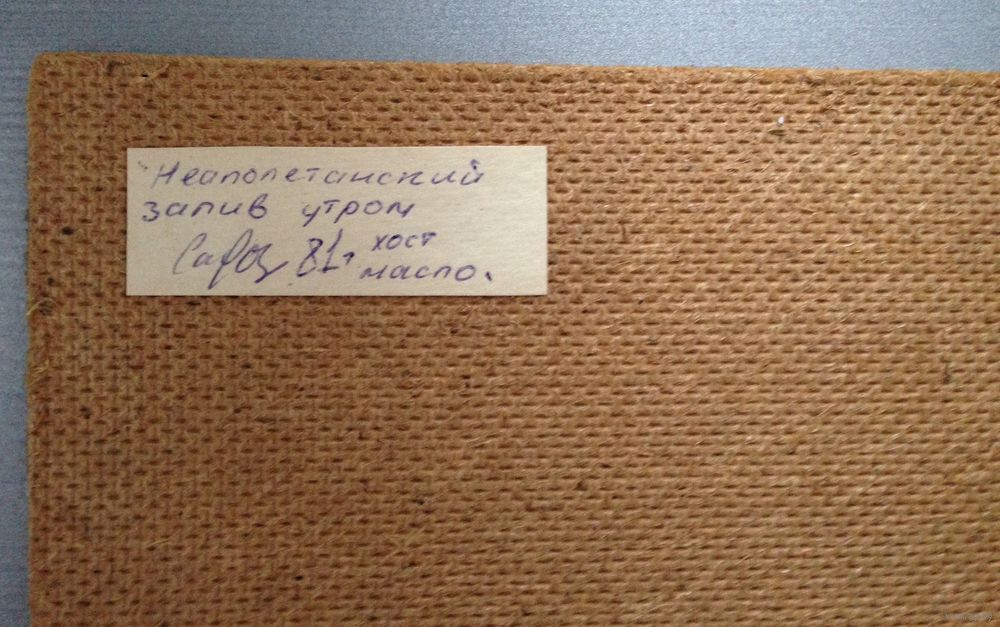 Неаполетанский
залив утром
81г хост
масло.